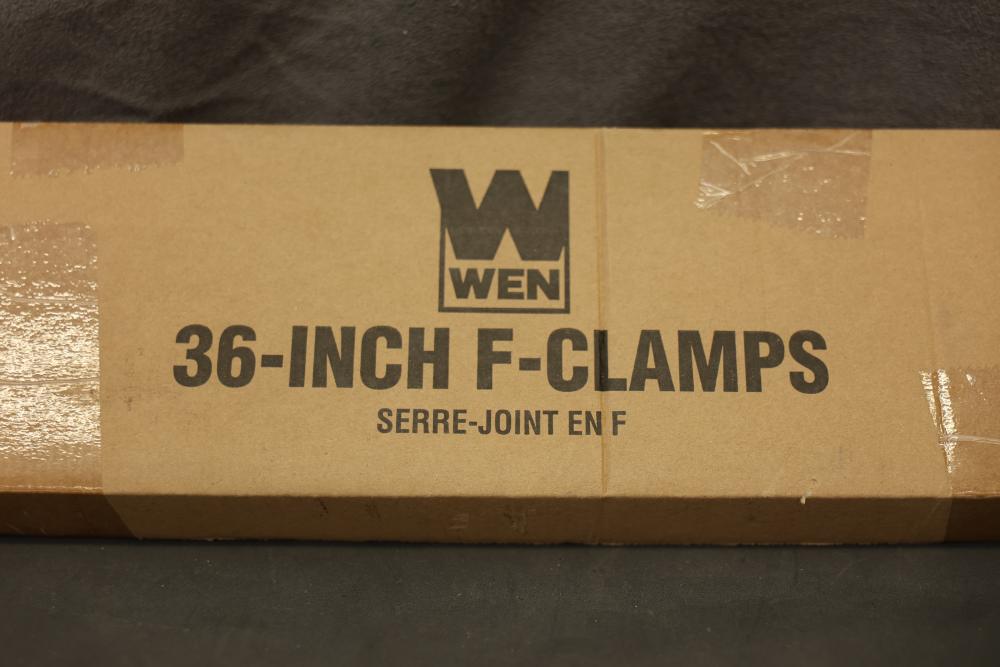 W
WEN
36-INCH F-CLAMPS
SERRE-JOINT EN F